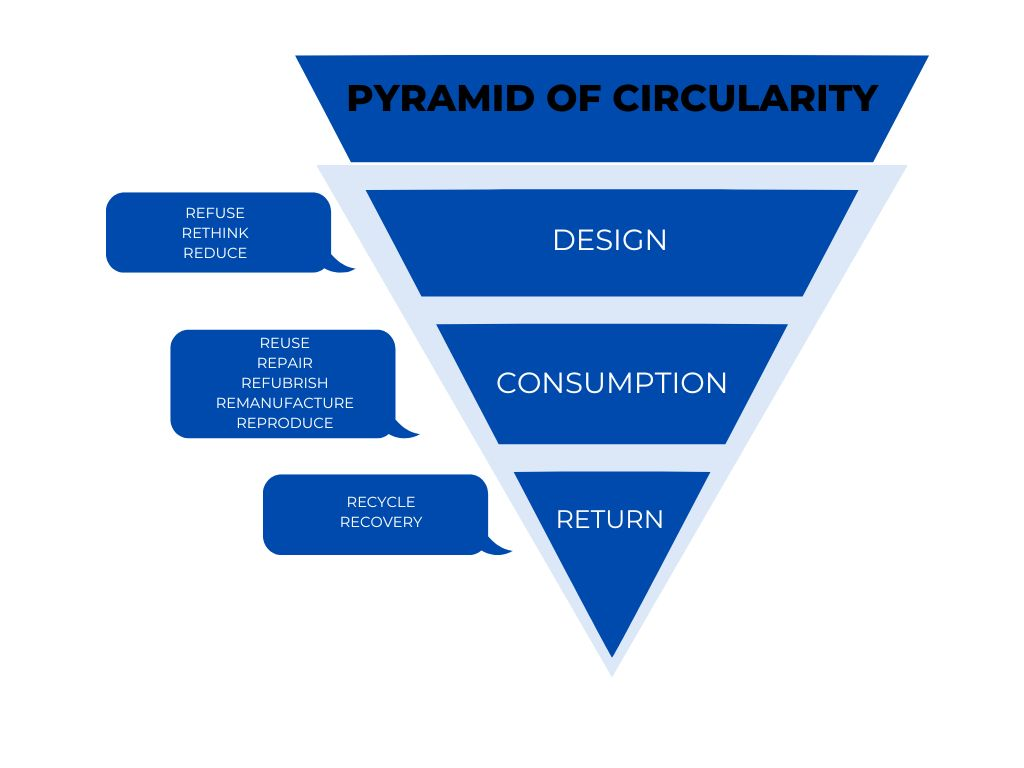 PYRAMID OF CIRCULARITY
REFUSE
RETHINK
REDUCE
DESIGN
REUSE
REPAIR
REFUBRISH
REMANUFACTURE
REPRODUCE
CONSUMPTION
RECYCLE
RECOVERY
RETURN